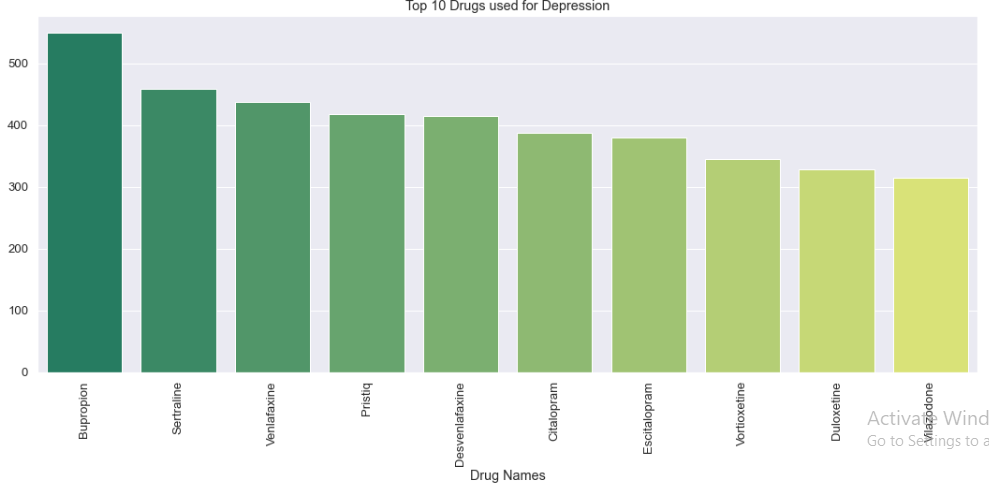 Top 10 Drugs used for Depression
500
400
300
200
100
0
Bupropion
Sertraline
Venlafaxine
Pristiq
Desvenlafaxine
Citalopram
Escitalopram
Vortioxetine
Duloxetine
Vilazodone
Drug Names
Activate Wind
Go to Settings to a